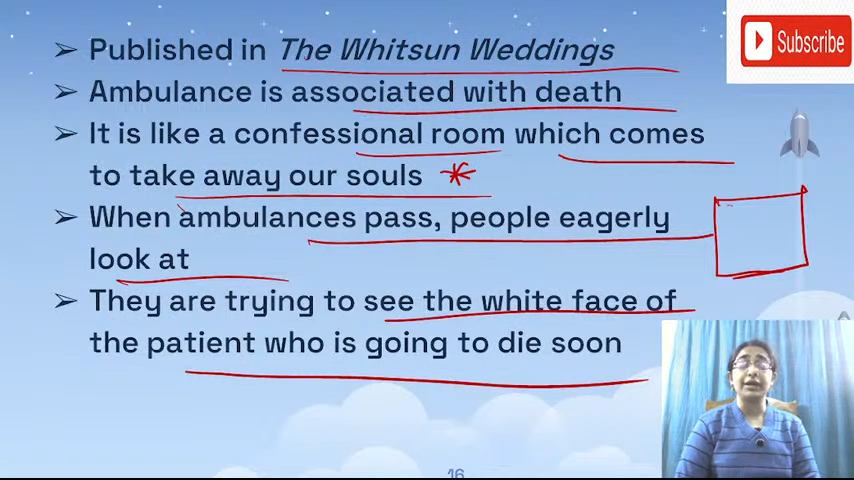 ➢ Published in The Whitsun Weddings
Subscribe
➢ Ambulance is associated with death
➢ It is like a confessional room which comes
to take away our souls
➢ When ambulances pass, people eagerly
look at
➢ They are trying to see the white face of
the patient who is going to die soon
16